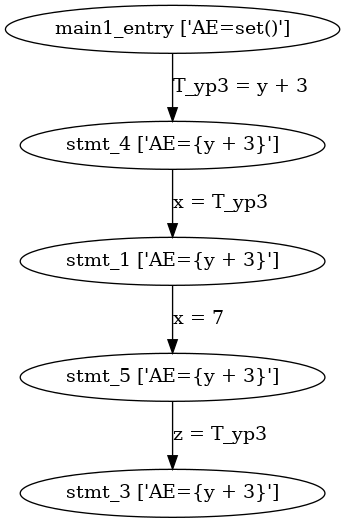 main1_entry ['AE=set()']
T_yp3 = y + 3
stmt_4 ['AE={y + 3}']
x = T_yp3
stmt_1 ['AE={y + 3}']
x = 7
stmt_5 ['AE={y + 3}']
z = T_yp3
stmt_3 ['AE={y + 3}']